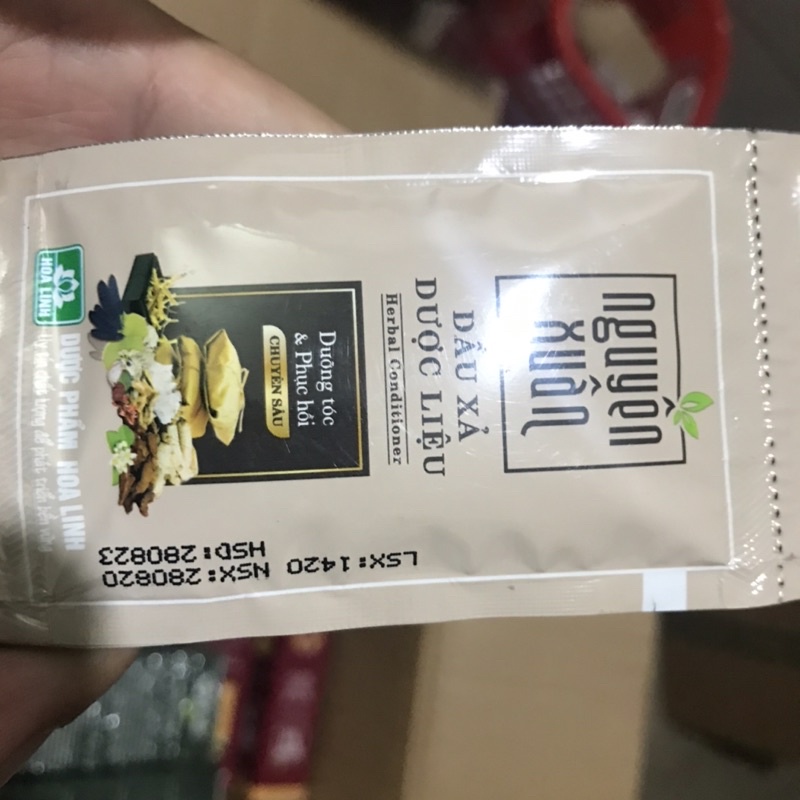 nguyên
xuân
DẦU XẢ
DƯỢC LIỆU
Herbal Conditioner
Dưỡng tóc
& Phục hồi
CHUYÊN SÂU
HOA LINH
DƯỢC PHẨM HOA LINH
LSX:1420 NSX:280820
HSD:280823